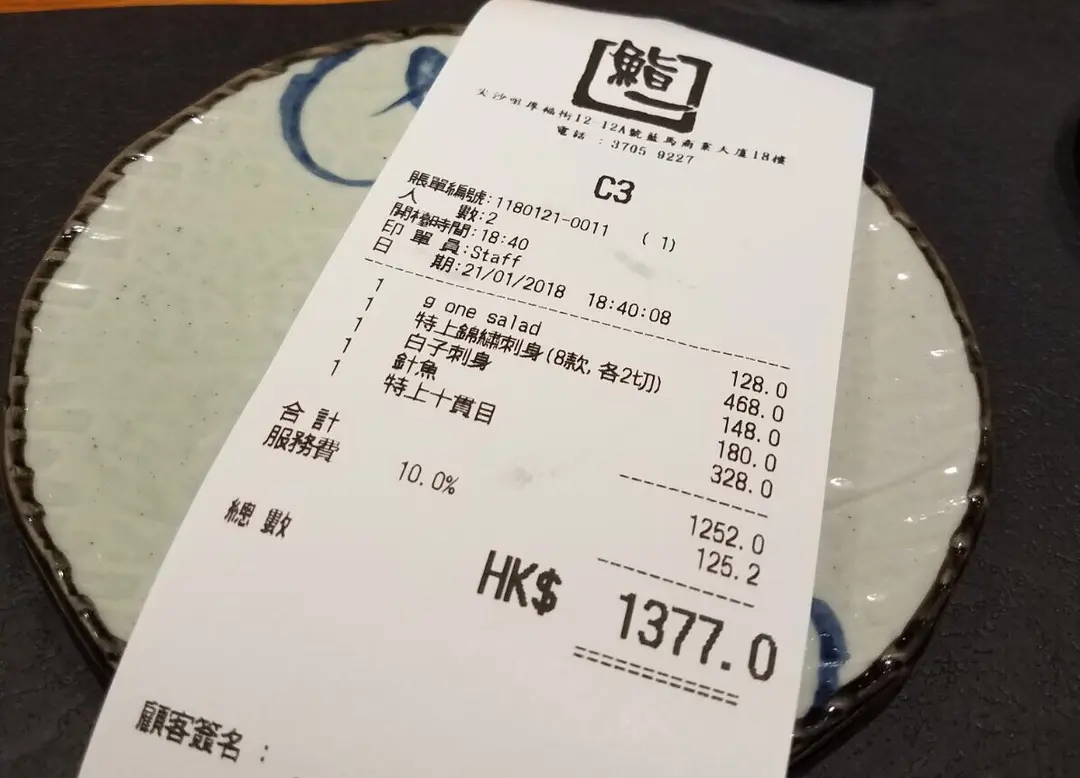 鮨一
尖沙咀厚福街12-12A號藍馬商業大廈18樓
電話 : 3705 9227
C3
賬單編號:1180121-0011 ( 1)
人 數:2
開檯時間:18:40
印單員:Staff
日 期:21/01/2018 18:40:08
1 g one salad 128.0
1 特上錦繡刺身(8款,各2切) 468.0
1 白子刺身 148.0
1 針魚 180.0
1 特上十貫目 328.0
合 計 1252.0
服務費 10.0% 125.2
總 數 HK$ 1377.0
顧客簽名 :